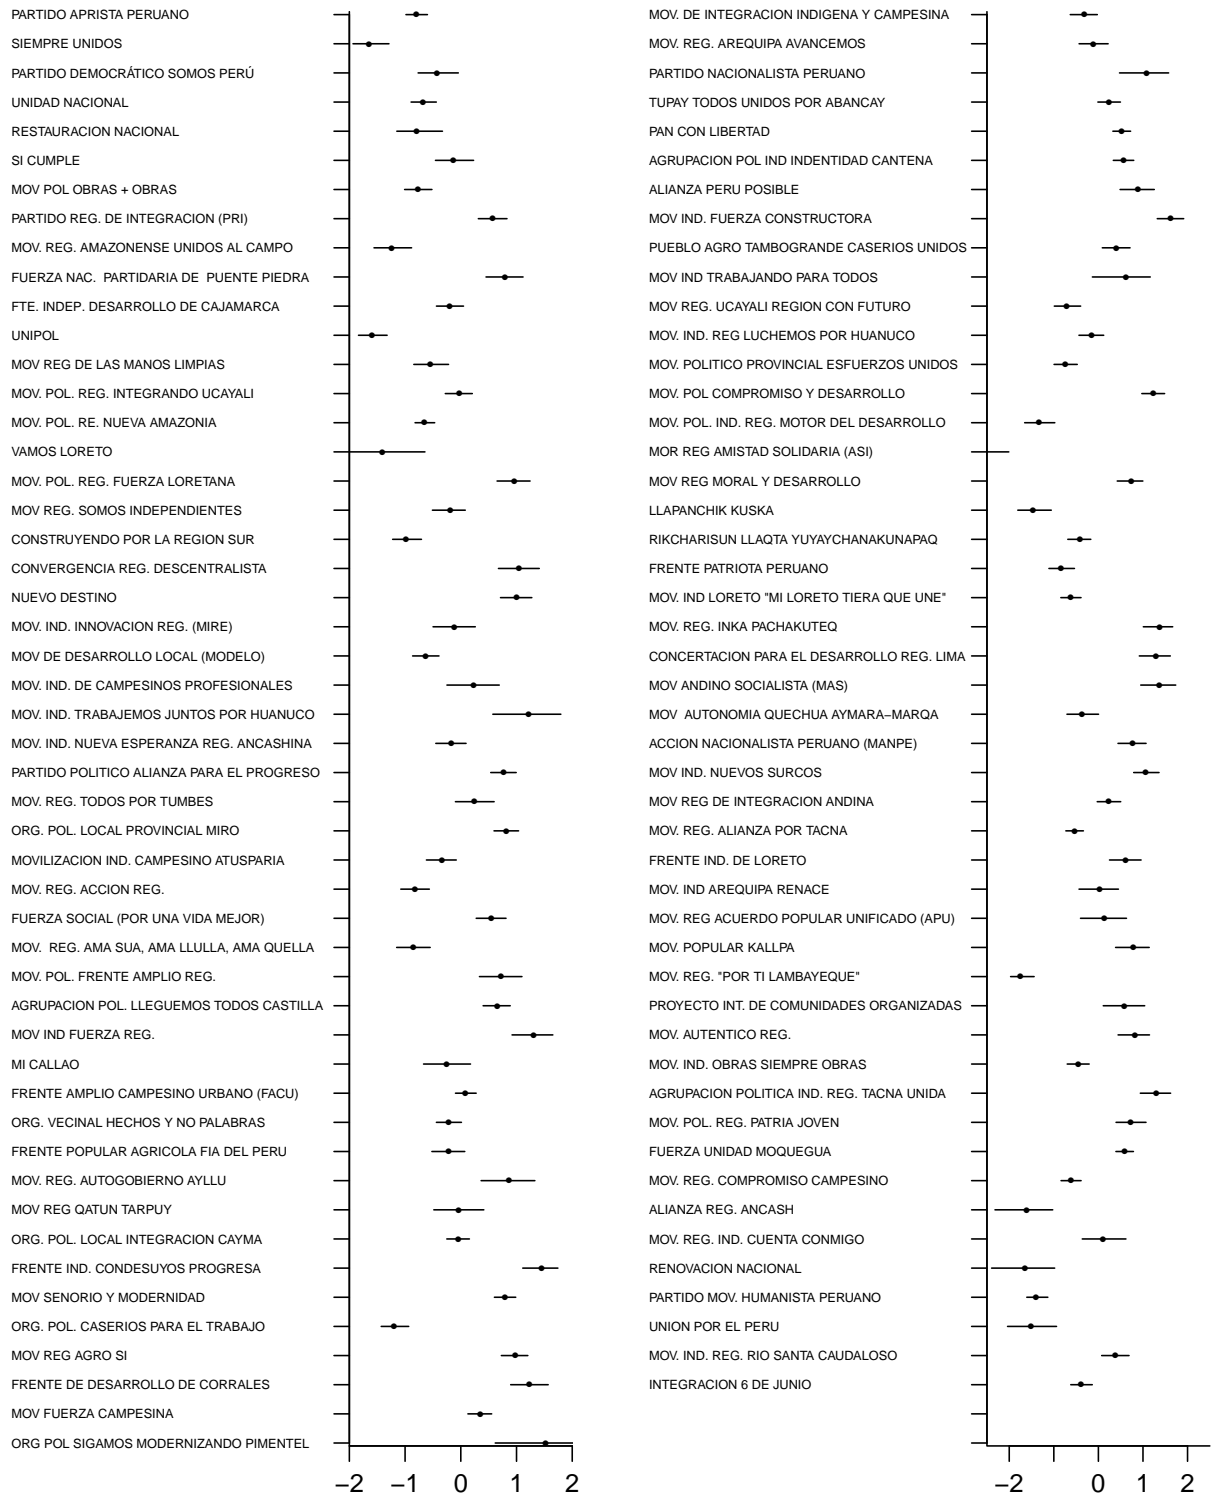 PARTIDO APRISTA PERUANO
SIEMPRE UNIDOS
PARTIDO DEMOCRÁTICO SOMOS PERÚ
UNIDAD NACIONAL
RESTAURACION NACIONAL
SI CUMPLE
MOV POL OBRAS + OBRAS
PARTIDO REG. DE INTEGRACION (PRI)
MOV. REG. AMAZONENSE UNIDOS AL CAMPO
FUERZA NAC. PARTIDARIA DE PUENTE PIEDRA
FTE. INDEP. DESARROLLO DE CAJAMARCA
UNIPOL
MOV REG DE LAS MANOS LIMPIAS
MOV. POL. REG. INTEGRANDO UCAYALI
MOV. POL. RE. NUEVA AMAZONIA
VAMOS LORETO
MOV. POL. REG. FUERZA LORETANA
MOV REG. SOMOS INDEPENDIENTES
CONSTRUYENDO POR LA REGION SUR
CONVERGENCIA REG. DESCENTRALISTA
NUEVO DESTINO
MOV. IND. INNOVACION REG. (MIRE)
MOV DE DESARROLLO LOCAL (MODELO)
MOV. IND. DE CAMPESINOS PROFESIONALES
MOV. IND. TRABAJEMOS JUNTOS POR HUANUCO
MOV. IND. NUEVA ESPERANZA REG. ANCASHINA
PARTIDO POLITICO ALIANZA PARA EL PROGRESO
MOV. REG. TODOS POR TUMBES
ORG. POL. LOCAL PROVINCIAL MIRO
MOVILIZACION IND. CAMPESINO ATUSPARIA
MOV. REG. ACCION REG.
FUERZA SOCIAL (POR UNA VIDA MEJOR)
MOV. REG. AMA SUA, AMA LLULLA, AMA QUELLA
MOV. POL. FRENTE AMPLIO REG.
AGRUPACION POL. LLEGUEMOS TODOS CASTILLA
MOV IND FUERZA REG.
MI CALLAO
FRENTE AMPLIO CAMPESINO URBANO (FACU)
ORG. VECINAL HECHOS Y NO PALABRAS
FRENTE POPULAR AGRICOLA FIA DEL PERU
MOV. REG. AUTOGOBIERNO AYLLU
MOV REG QATUN TARPUY
ORG. POL. LOCAL INTEGRACION CAYMA
FRENTE IND. CONDESUYOS PROGRESA
MOV SENORIO Y MODERNIDAD
ORG. POL. CASERIOS PARA EL TRABAJO
MOV REG AGRO SI
FRENTE DE DESARROLLO DE CORRALES
MOV FUERZA CAMPESINA
ORG POL SIGAMOS MODERNIZANDO PIMENTEL
−2 −1 0 1 2
MOV. DE INTEGRACION INDIGENA Y CAMPESINA
MOV. REG. AREQUIPA AVANCEMOS
PARTIDO NACIONALISTA PERUANO
TUPAY TODOS UNIDOS POR ABANCAY
PAN CON LIBERTAD
AGRUPACION POL IND INDENTIDAD CANTENA
ALIANZA PERU POSIBLE
MOV IND. FUERZA CONSTRUCTORA
PUEBLO AGRO TAMBOGRANDE CASERIOS UNIDOS
MOV IND TRABAJANDO PARA TODOS
MOV REG. UCAYALI REGION CON FUTURO
MOV. IND. REG LUCHEMOS POR HUANUCO
MOV. POLITICO PROVINCIAL ESFUERZOS UNIDOS
MOV. POL COMPROMISO Y DESARROLLO
MOV. POL. IND. REG. MOTOR DEL DESARROLLO
MOR REG AMISTAD SOLIDARIA (ASI)
MOV REG MORAL Y DESARROLLO
LLAPANCHIK KUSKA
RIKCHARISUN LLAQTA YUYAYCHANAKUNAPAQ
FRENTE PATRIOTA PERUANO
MOV. IND LORETO "MI LORETO TIERA QUE UNE"
MOV. REG. INKA PACHAKUTEQ
CONCERTACION PARA EL DESARROLLO REG. LIMA
MOV ANDINO SOCIALISTA (MAS)
MOV AUTONOMIA QUECHUA AYMARA−MARQA
ACCION NACIONALISTA PERUANO (MANPE)
MOV IND. NUEVOS SURCOS
MOV REG DE INTEGRACION ANDINA
MOV. REG. ALIANZA POR TACNA
FRENTE IND. DE LORETO
MOV. IND AREQUIPA RENACE
MOV. REG ACUERDO POPULAR UNIFICADO (APU)
MOV. POPULAR KALLPA
MOV. REG. "POR TI LAMBAYEQUE"
PROYECTO INT. DE COMUNIDADES ORGANIZADAS
MOV. AUTENTICO REG.
MOV. IND. OBRAS SIEMPRE OBRAS
AGRUPACION POLITICA IND. REG. TACNA UNIDA
MOV. POL. REG. PATRIA JOVEN
FUERZA UNIDAD MOQUEGUA
MOV. REG. COMPROMISO CAMPESINO
ALIANZA REG. ANCASH
MOV. REG. IND. CUENTA CONMIGO
RENOVACION NACIONAL
PARTIDO MOV. HUMANISTA PERUANO
UNION POR EL PERU
MOV. IND. REG. RIO SANTA CAUDALOSO
INTEGRACION 6 DE JUNIO
−2 0 1 2